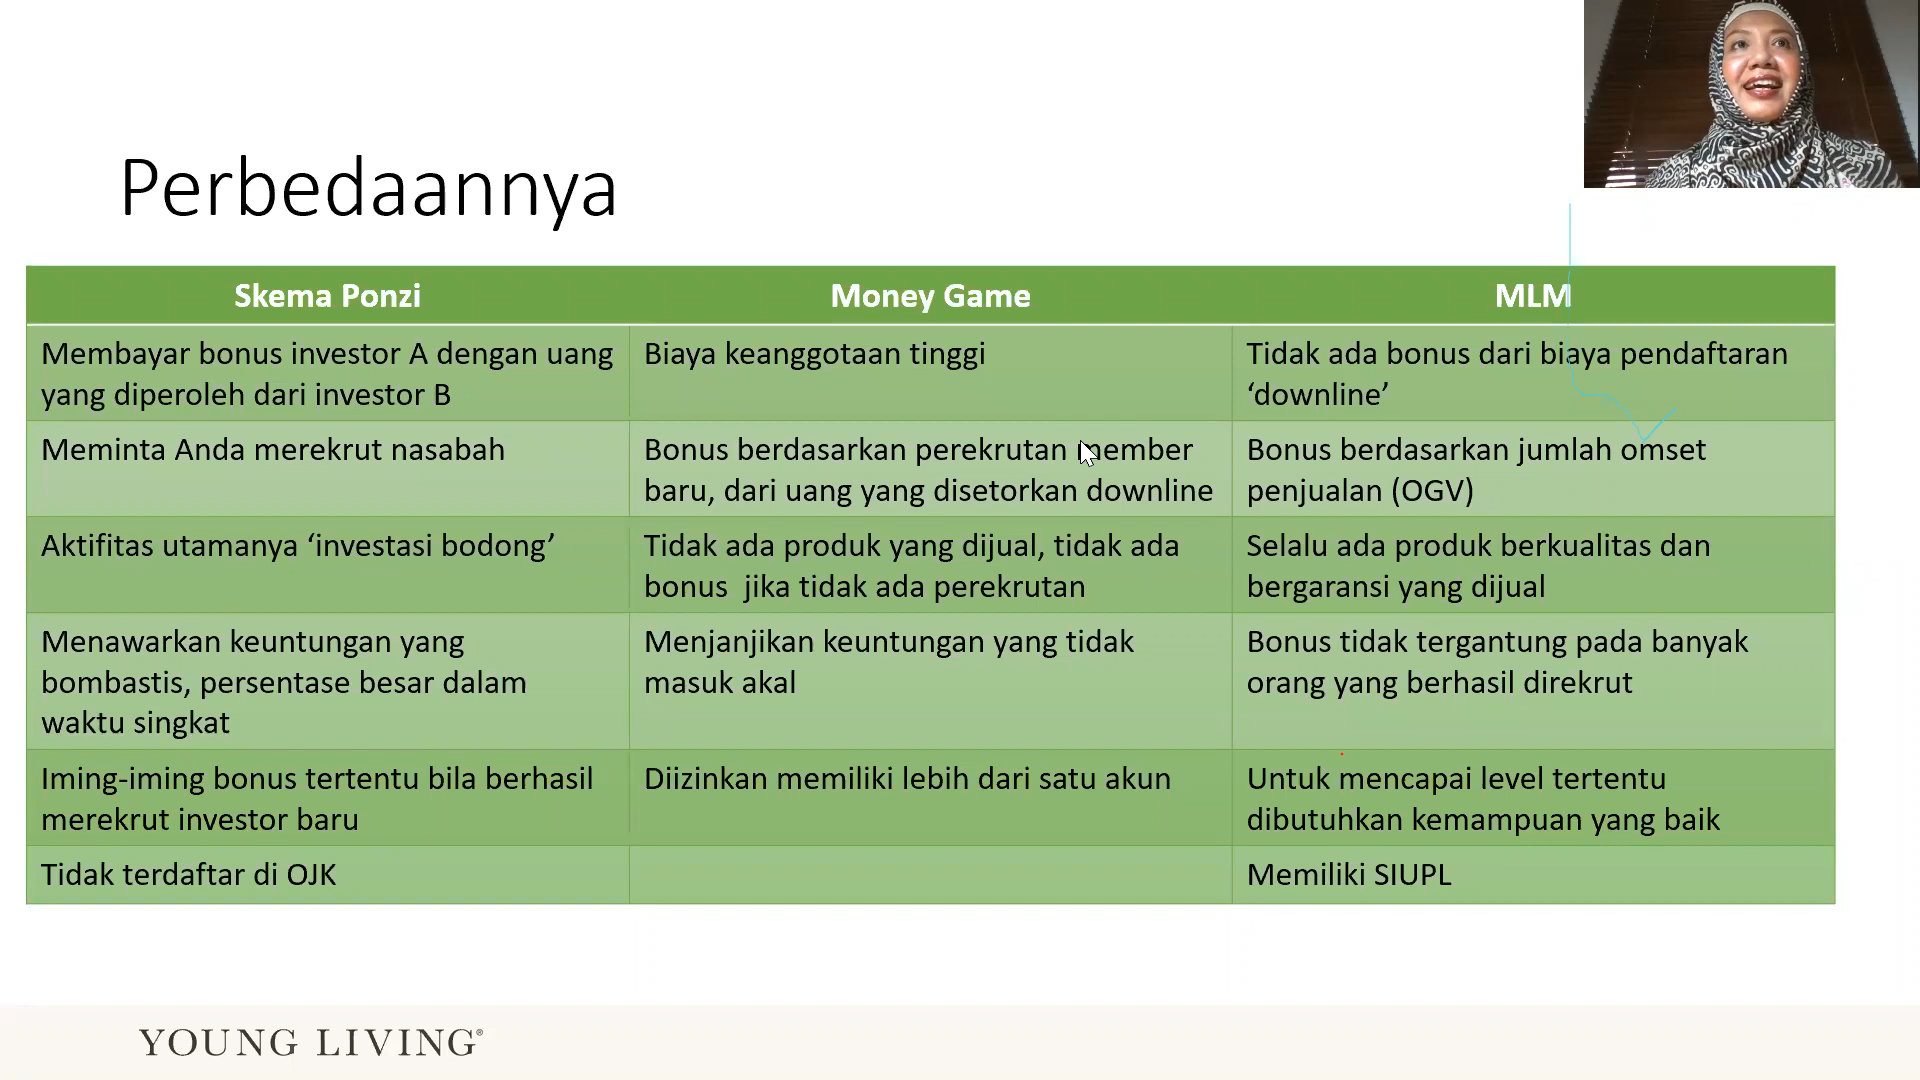 Perbedaannya
Skema Ponzi
Money Game
MLM
Membayar bonus investor A dengan uang
yang diperoleh dari investor B
Biaya keanggotaan tinggi
Tidak ada bonus dari biaya pendaftaran
‘downline’
Meminta Anda merekrut nasabah
Bonus berdasarkan perekrutan member
baru, dari uang yang disetorkan downline
Bonus berdasarkan jumlah omset
penjualan (OGV)
Aktifitas utamanya ‘investasi bodong’
Tidak ada produk yang dijual, tidak ada
bonus  jika tidak ada perekrutan
Selalu ada produk berkualitas dan
bergaransi yang dijual
Menawarkan keuntungan yang
bombastis, persentase besar dalam
waktu singkat
Menjanjikan keuntungan yang tidak
masuk akal
Bonus tidak tergantung pada banyak
orang yang berhasil direkrut
Iming-iming bonus tertentu bila berhasil
merekrut investor baru
Diizinkan memiliki lebih dari satu akun
Untuk mencapai level tertentu
dibutuhkan kemampuan yang baik
Tidak terdaftar di OJK
Memiliki SIUPL
YOUNG LIVING®